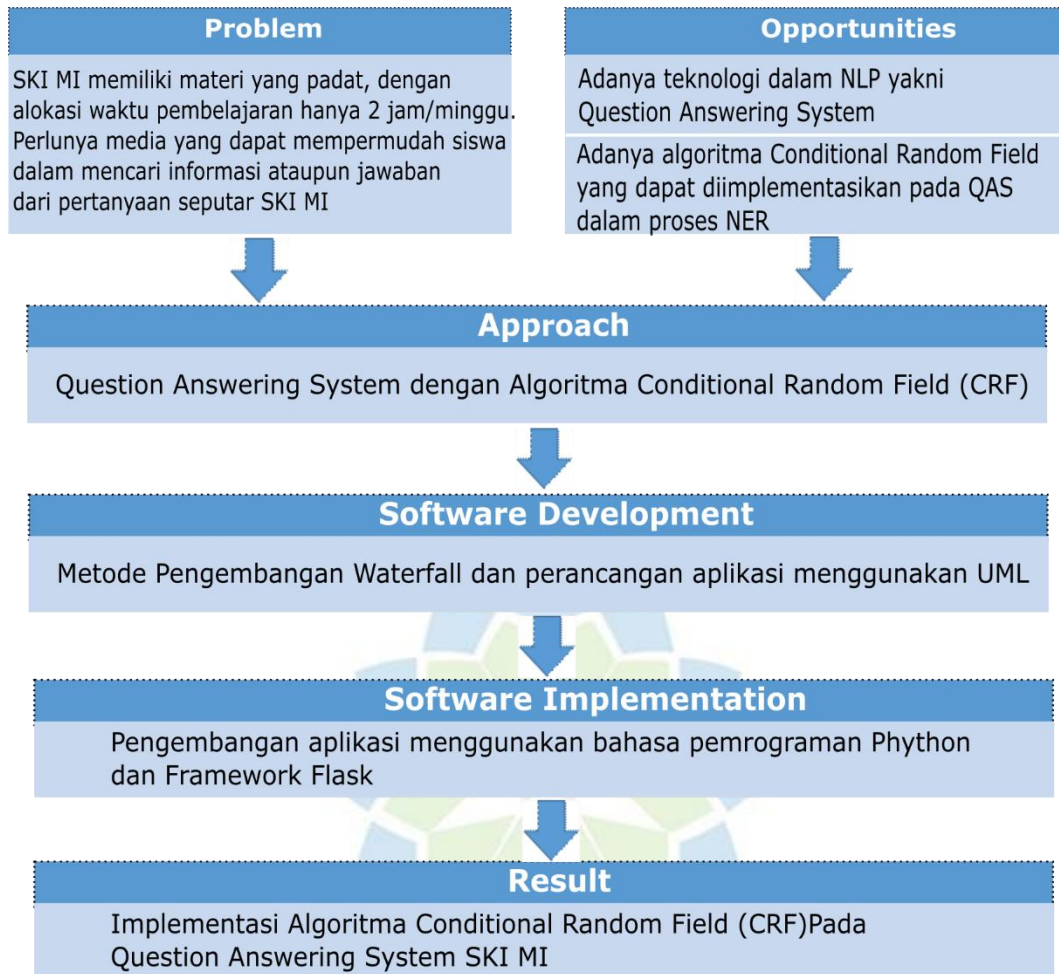 Problem
SKI MI memiliki materi yang padat, dengan
alokasi waktu pembelajaran hanya 2 jam/minggu.
Perlunya media yang dapat mempermudah siswa
dalam mencari informasi ataupun jawaban
dari pertanyaan seputar SKI MI
Opportunities
Adanya teknologi dalam NLP yakni
Question Answering System
Adanya algoritma Conditional Random Field
yang dapat diimplementasikan pada QAS
dalam proses NER
Approach
Question Answering System dengan Algoritma Conditional Random Field (CRF)
Software Development
Metode Pengembangan Waterfall dan perancangan aplikasi menggunakan UML
Software Implementation
Pengembangan aplikasi menggunakan bahasa pemrograman Phython
dan Framework Flask
Result
Implementasi Algoritma Conditional Random Field (CRF)Pada
Question Answering System SKI MI